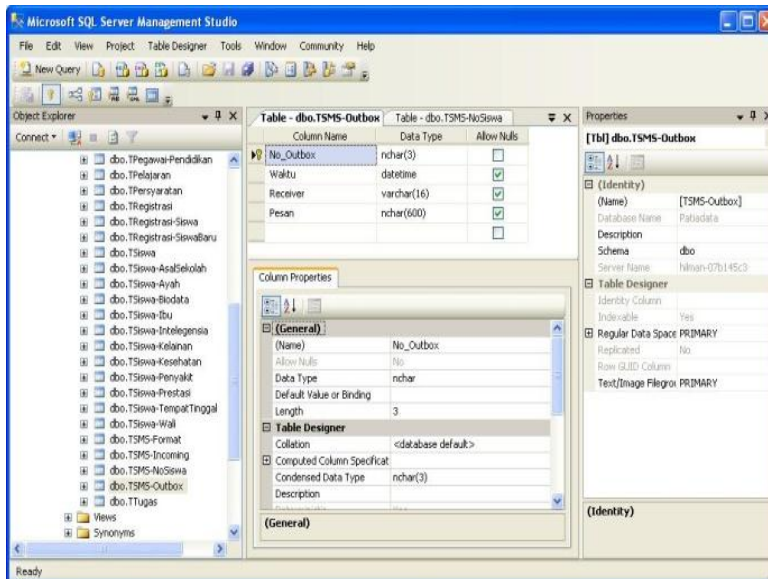 Microsoft SQL Server Management Studio
File Edit View Project Table Designer Tools Window Community Help
New Query
Object Explorer
Connect
dbo.TPegawai-Pendidikan
dbo.TPelajaran
dbo.TPersyaratan
dbo.TRegistrasi
dbo.TRegistrasi-Siswa
dbo.TRegistrasi-SiswaBaru
dbo.TSiswa
dbo.TSiswa-AsalSekolah
dbo.TSiswa-Ayah
dbo.TSiswa-Biodata
dbo.TSiswa-Ibu
dbo.TSiswa-Intelegensia
dbo.TSiswa-Kelainan
dbo.TSiswa-Kesehatan
dbo.TSiswa-Penyakit
dbo.TSiswa-Prestasi
dbo.TSiswa-TempatTinggal
dbo.TSiswa-Wali
dbo.TSMS-Format
dbo.TSMS-Incoming
dbo.TSMS-NoSiswa
dbo.TSMS-Outbox
dbo.TTugas
Views
Synonyms
Table - dbo.TSMS-Outbox Table - dbo.TSMS-NoSiswa
Column Name Data Type Allow Nulls
No_Outbox nchar(3)
Waktu datetime
Receiver varchar(16)
Pesan nchar(600)
Column Properties
(General)
(Name) No_Outbox
Allow Nulls No
Data Type nchar
Default Value or Binding
Length 3
Table Designer
Collation <database default>
Computed Column Specificat
Condensed Data Type nchar(3)
Description
(General)
Properties
[Tbl] dbo.TSMS-Outbox
(Identity)
(Name) [TSMS-Outbox]
Database Name Patiadata
Description
Schema dbo
Server Name hilman-07b145c3
Table Designer
Identity Column
Indexable Yes
Regular Data Space PRIMARY
Replicated No
Row GUID Column
Text/Image Filegrou PRIMARY
(Identity)
Ready